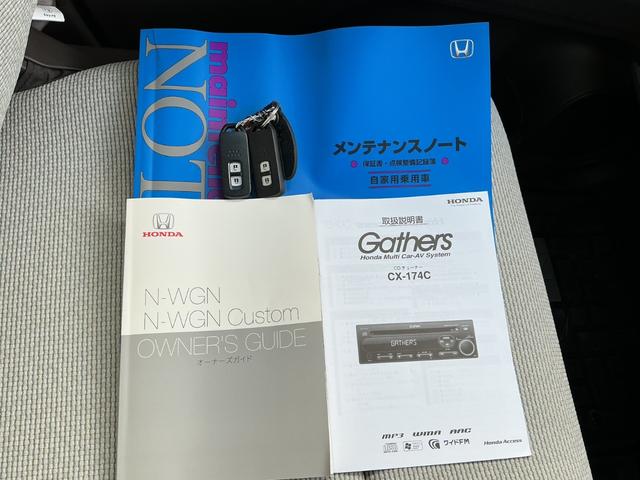 maint
NOT
メンテナンスノート
保証書・点検整備記録簿
自家用乗用車
HONDA
N-WGN
N-WGN Custom
OWNER'S GUIDE
オーナーズガイド
HONDA
取扱説明書
Gathers
Honda Multi Car-AV System
CDチューナー
CX-174C
GATHERS
MP3 WMA AAC
ワイドFM
Honda Access